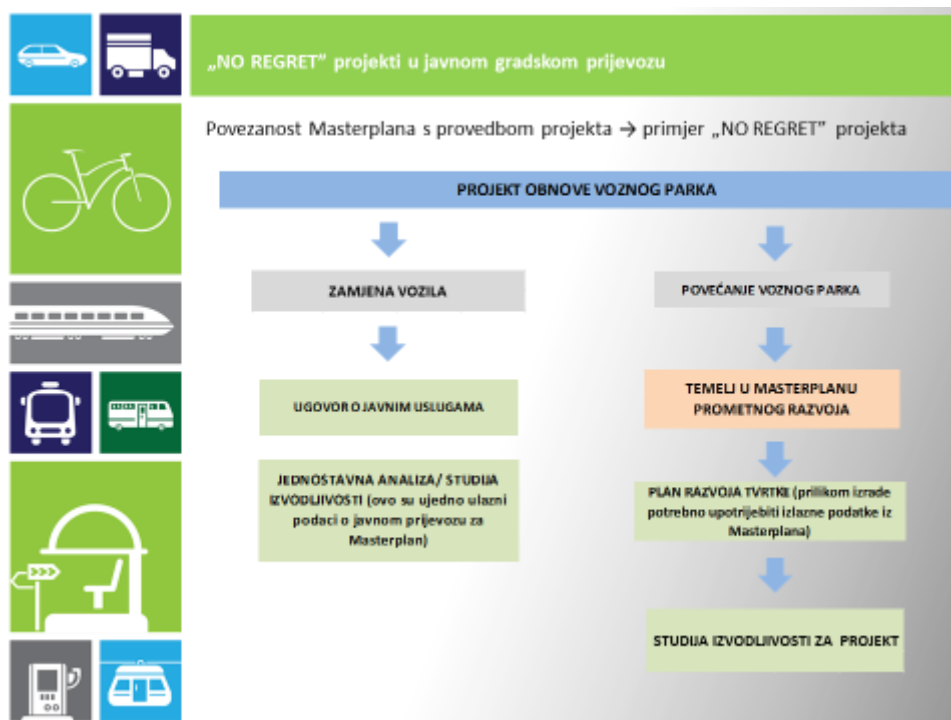 „NO REGRET” projekti u javnom gradskom prijevozu
Povezanost Masterplana s provedbom projekta → primjer „NO REGRET” projekta
PROJEKT OBNOVE VOZNOG PARKA
ZAMJENA VOZILA
UGOVOR O JAVNIM USLUGAMA
JEDNOSTAVNA ANALIZA/ STUDIJA
IZVODLJIVOSTI (ovo su ujedno ulazni
podaci o javnom prijevozu za
Masterplan)
POVEĆANJE VOZNOG PARKA
TEMELJ U MASTERPLANU
PROMETNOG RAZVOJA
PLAN RAZVOJA TVRTKE (prilikom izrade
potrebno upotrijebiti izlazne podatke iz
Masterplana)
STUDIJA IZVODLJIVOSTI ZA PROJEKT